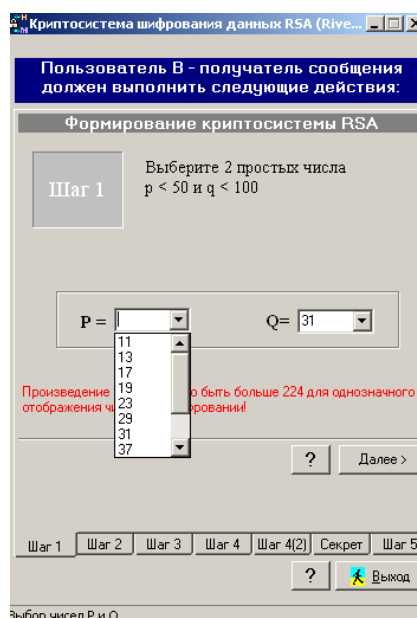 Криптосистема шифрования данных RSA (Rive...
Пользователь В - получатель сообщения
должен выполнить следующие действия:
Формирование криптосистемы RSA
Шаг 1
Выберите 2 простых числа
p < 50 и q < 100
P =
Q= 31
11
13
17
19
23
29
31
37
Произведение о быть больше 224 для однозначного
отображения
? Далее >
Шаг 1 Шаг 2 Шаг 3 Шаг 4 Шаг 4(2) Секрет Шаг 5
? Выход
Выбор чисел P и Q